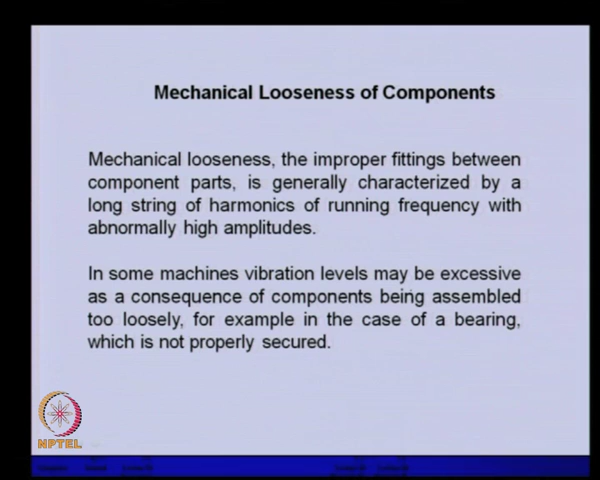 Mechanical Looseness of Components
Mechanical looseness, the improper fittings between
component parts, is generally characterized by a
long string of harmonics of running frequency with
abnormally high amplitudes.
In some machines vibration levels may be excessive
as a consequence of components being assembled
too loosely, for example in the case of a bearing,
which is not properly secured.
NPTEL